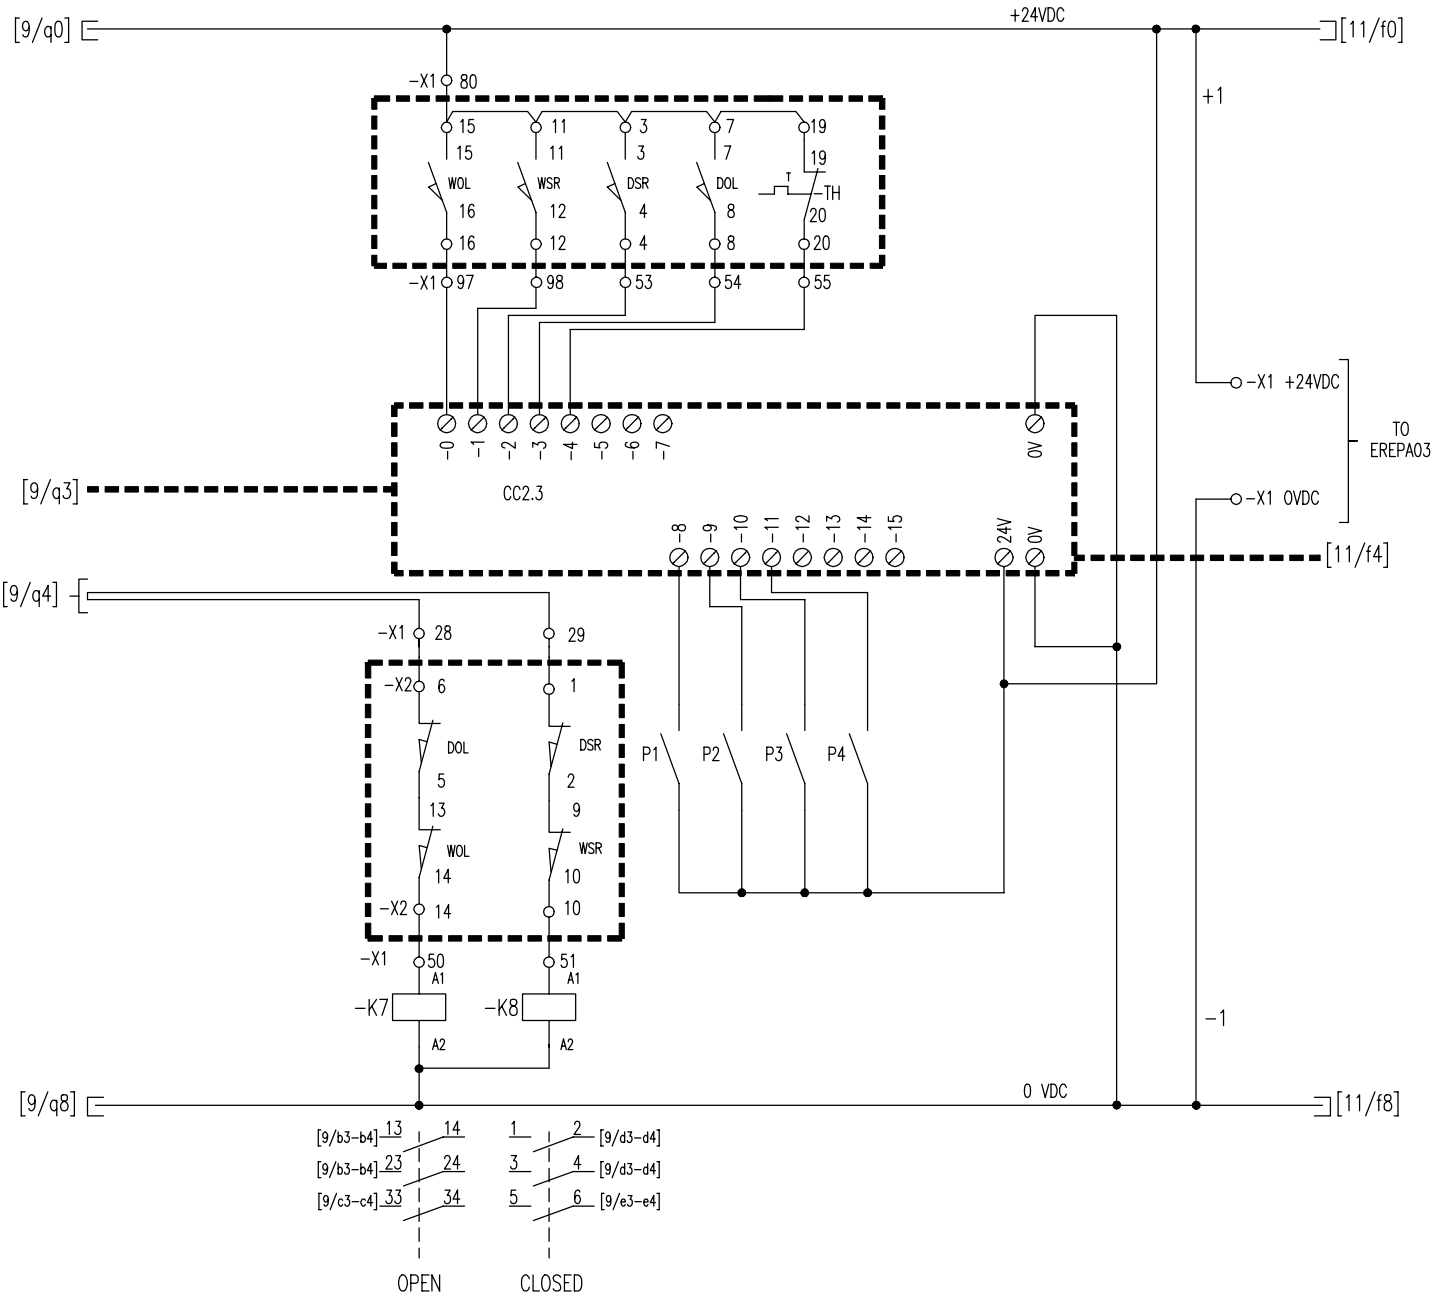 +24VDC
[9/q0]
[11/f0]
-X1 80
+1
15 11 3 7 19
15 11 3 7 19
WOL WSR DSR DOL T -TH
16 12 4 8 20
16 12 4 8 20
-X1 97 98 53 54 55
-X1 +24VDC
TO
EREPA03
-0 -1 -2 -3 -4 -5 -6 -7 0V
[9/q3]
CC2.3
-X1 0VDC
-8 -9 -10 -11 -12 -13 -14 -15 24V 0V
[11/f4]
[9/q4]
-X1 28 29
-X2 6 1
DOL DSR
P1 P2 P3 P4
5 2
13 9
WOL WSR
14 10
-X2 14 10
-X1 50 51
A1 A1
-K7 -K8
-1
A2 A2
0 VDC
[9/q8]
[11/f8]
[9/b3-b4] 13 14 1 2 [9/d3-d4]
[9/b3-b4] 23 24 3 4 [9/d3-d4]
[9/c3-c4] 33 34 5 6 [9/e3-e4]
OPEN CLOSED